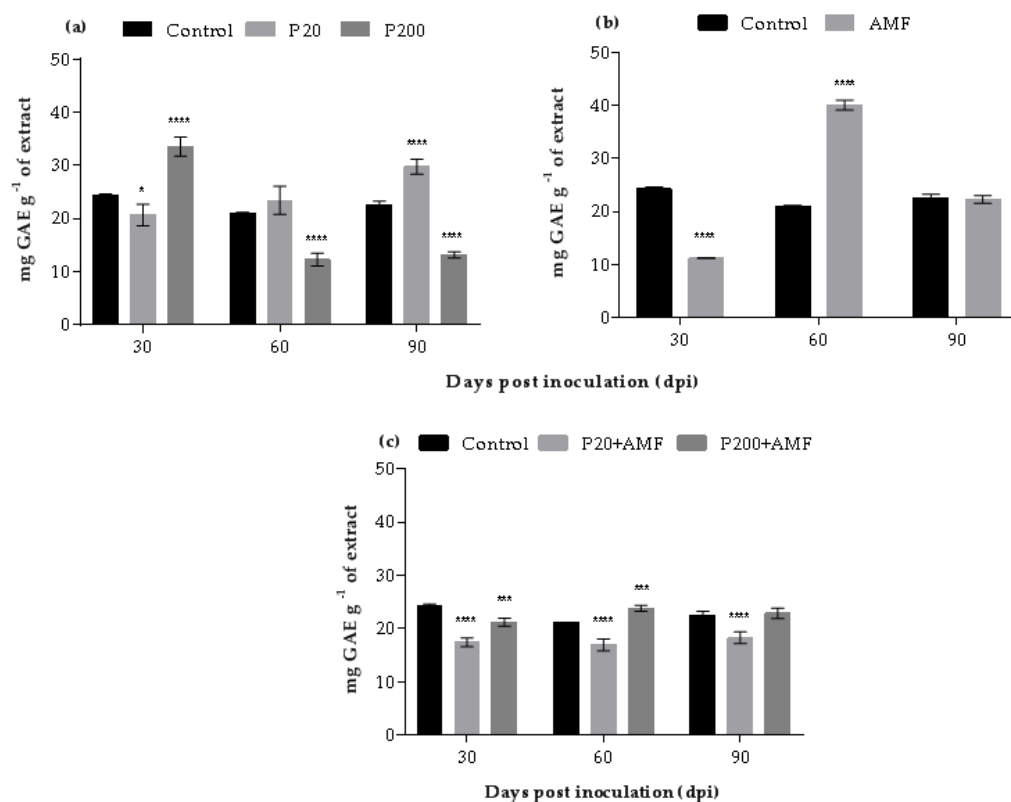 (a) Control P20 P200
mg GAE g⁻¹ of extract
50
40
30
20
10
0
****
*
****
****
****
30 60 90
(b) Control AMF
mg GAE g⁻¹ of extract
50
40
30
20
10
0
****
****
30 60 90
Days post inoculation (dpi)
(c) Control P20+AMF P200+AMF
mg GAE g⁻¹ of extract
50
40
30
20
10
0
**** *** **** *** ****
30 60 90
Days post inoculation (dpi)